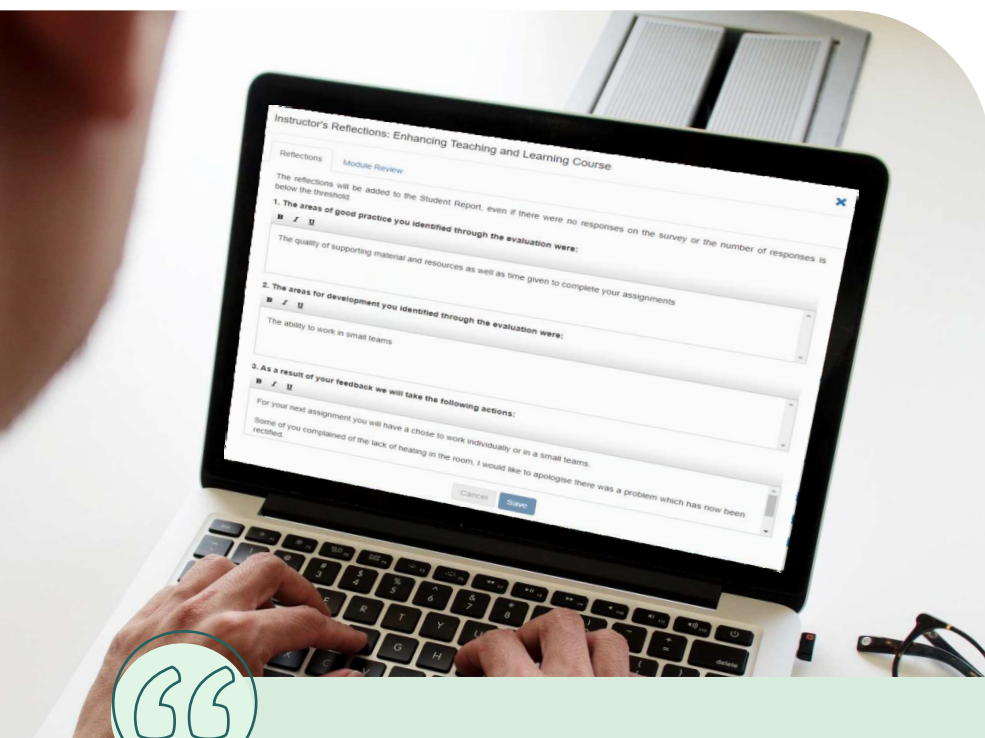 Instructor's Reflections: Enhancing Teaching and Learning Course
Reflections Module Review
The reflections will be added to the Student Report, even if there were no responses on the survey or the number of responses is
below the threshold.
1. The areas of good practice you identified through the evaluation were:
B I U
The quality of supporting material and resources as well as time given to complete your assignments
2. The areas for development you identified through the evaluation were:
B I U
The ability to work in small teams
3. As a result of your feedback we will take the following actions:
B I U
For your next assignment you will have a chose to work individually or in a small teams.
Some of you complained of the lack of heating in the room, I would like to apologise there was a problem which has now been
rectified.
Cancel Save
# $ % ^ & *
3 4 5 6 7 8
R T Y U
G H
delete